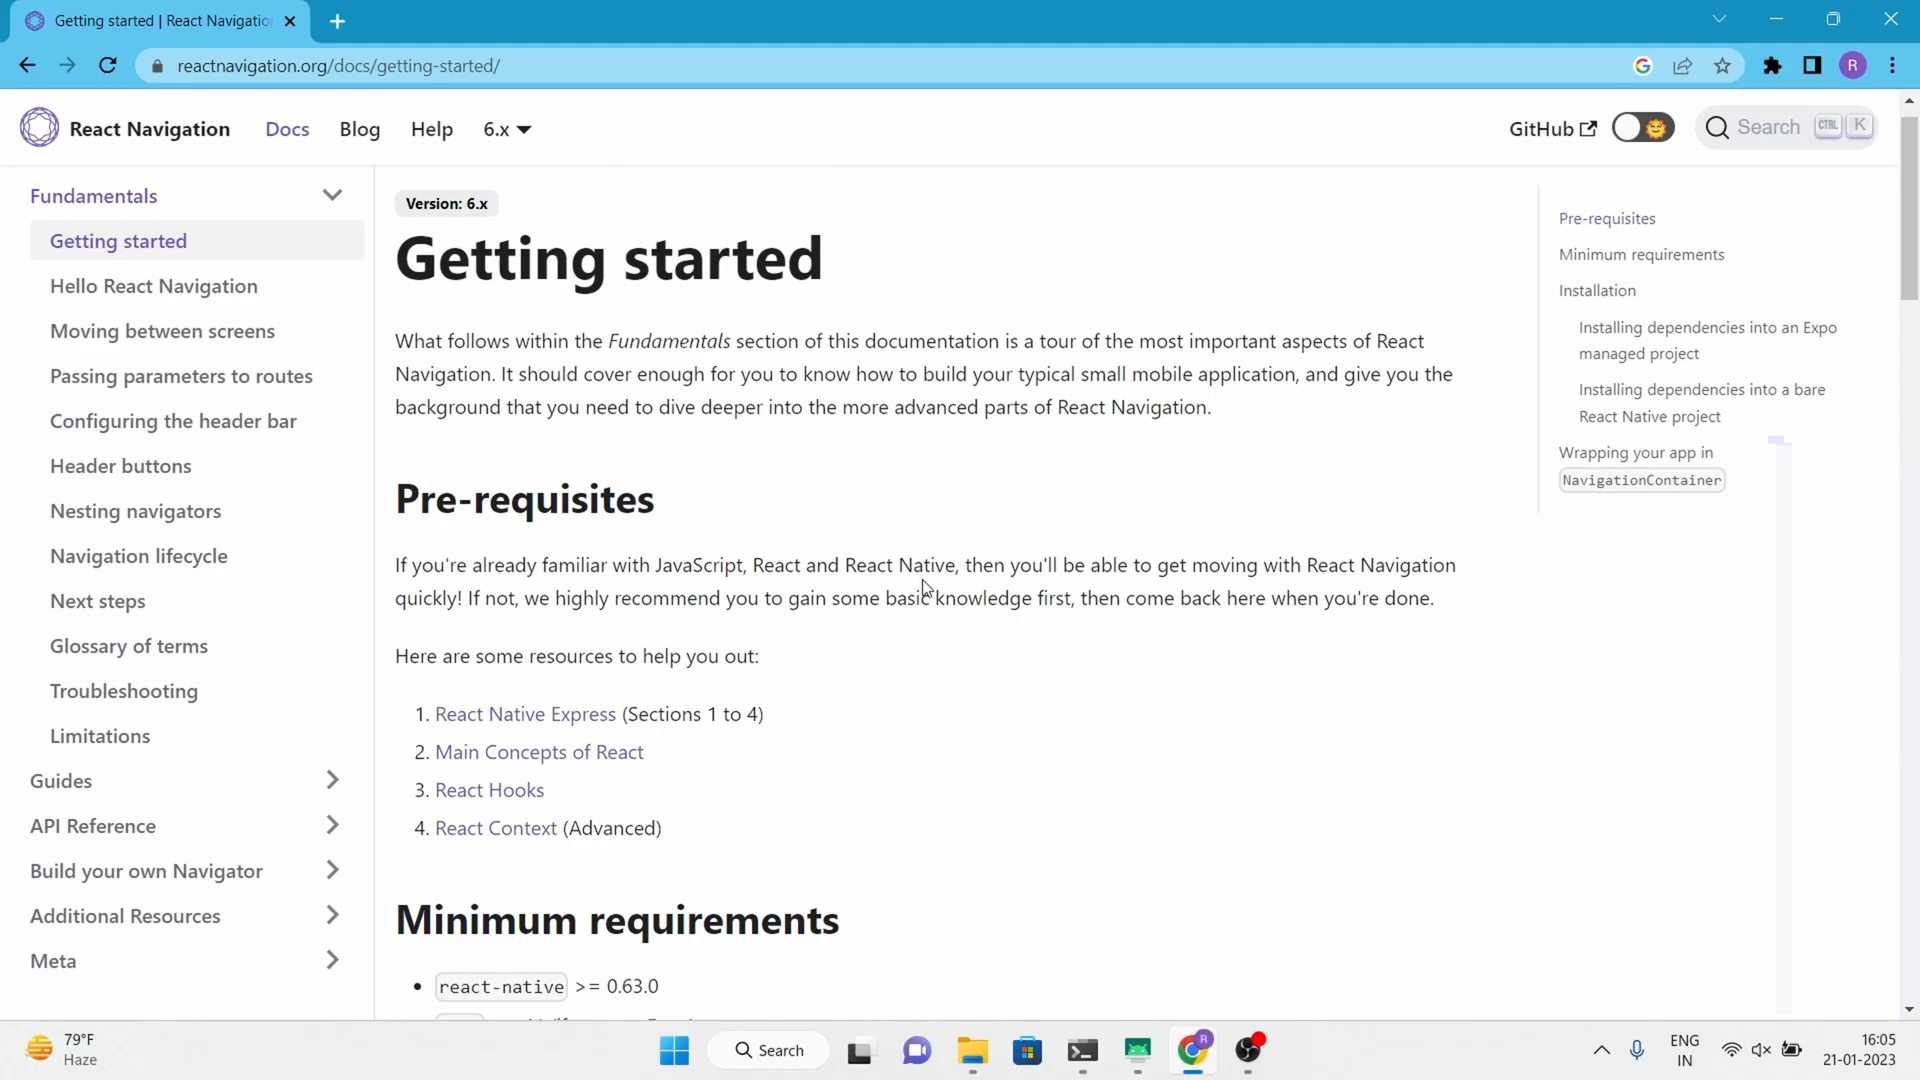 Getting started | React Navigatio
reactnavigation.org/docs/getting-started/
R
React Navigation
Docs
Blog
Help
6.x
GitHub
Search
CTRL
K
Fundamentals
Getting started
Hello React Navigation
Moving between screens
Passing parameters to routes
Configuring the header bar
Header buttons
Nesting navigators
Navigation lifecycle
Next steps
Glossary of terms
Troubleshooting
Limitations
Guides
API Reference
Build your own Navigator
Additional Resources
Meta
Version: 6.x
Getting started
What follows within the Fundamentals section of this documentation is a tour of the most important aspects of React
Navigation. It should cover enough for you to know how to build your typical small mobile application, and give you the
background that you need to dive deeper into the more advanced parts of React Navigation.
Pre-requisites
If you're already familiar with JavaScript, React and React Native, then you'll be able to get moving with React Navigation
quickly! If not, we highly recommend you to gain some basic knowledge first, then come back here when you're done.
Here are some resources to help you out:
1. React Native Express (Sections 1 to 4)
2. Main Concepts of React
3. React Hooks
4. React Context (Advanced)
Minimum requirements
react-native >= 0.63.0
Pre-requisites
Minimum requirements
Installation
Installing dependencies into an Expo
managed project
Installing dependencies into a bare
React Native project
Wrapping your app in
NavigationContainer
79°F
Haze
Search
R
ENG
IN
16:05
21-01-2023